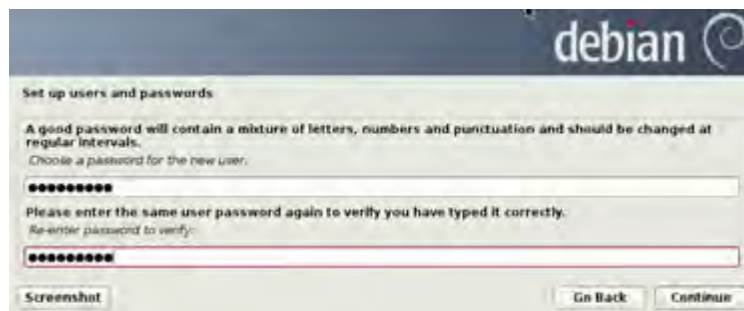 debian
Set up users and passwords
A good password will contain a mixture of letters, numbers and punctuation and should be changed at
regular intervals.
Choose a password for the new user:
●●●●●●●●●
Please enter the same user password again to verify you have typed it correctly.
Re-enter password to verify:
●●●●●●●●●
Screenshot
Go Back
Continue